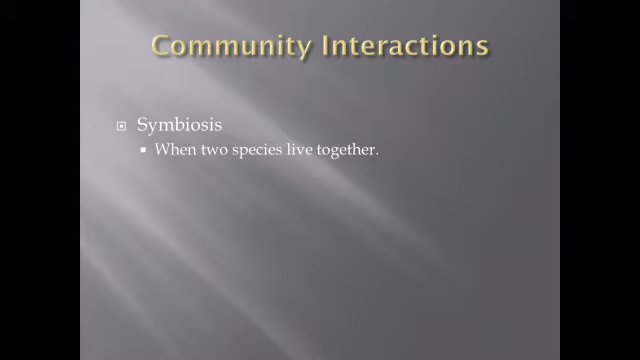 Community Interactions
Symbiosis
When two species live together.